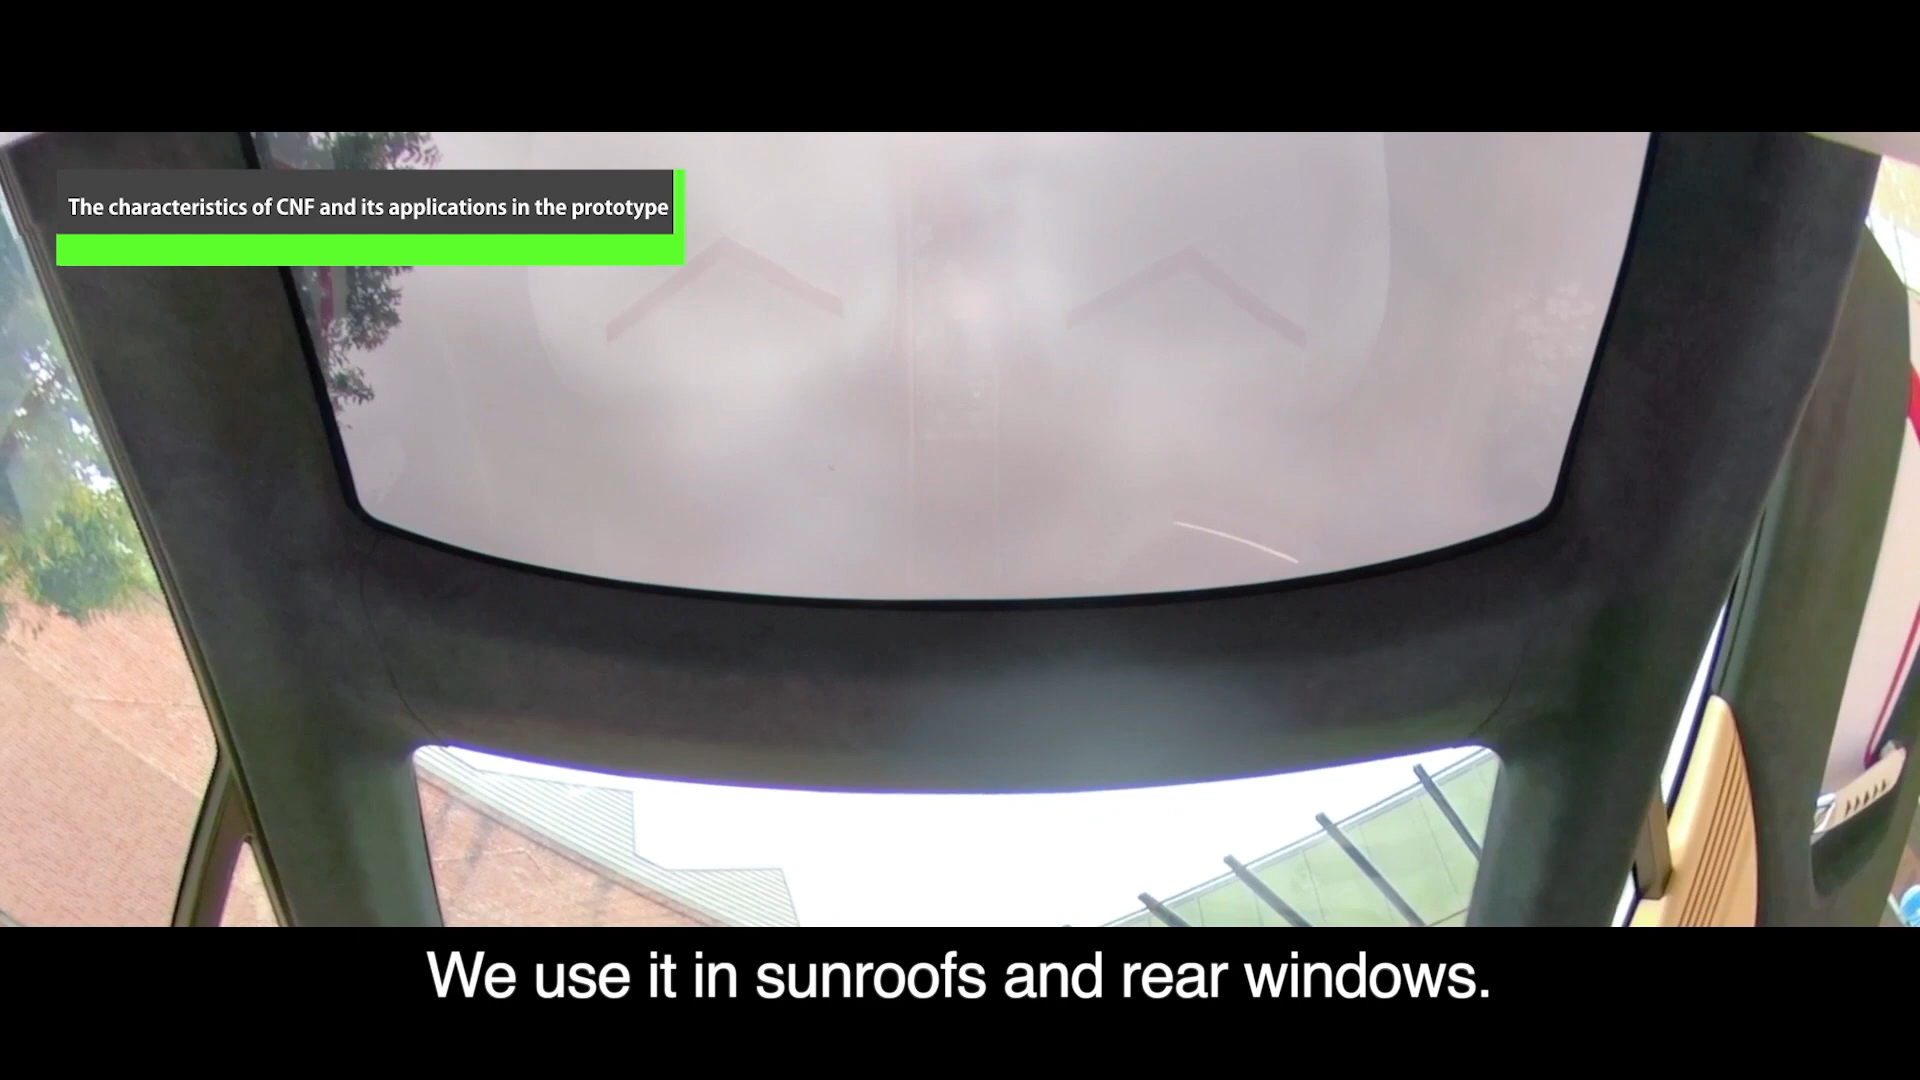 The characteristics of CNF and its applications in the prototype
We use it in sunroofs and rear windows.